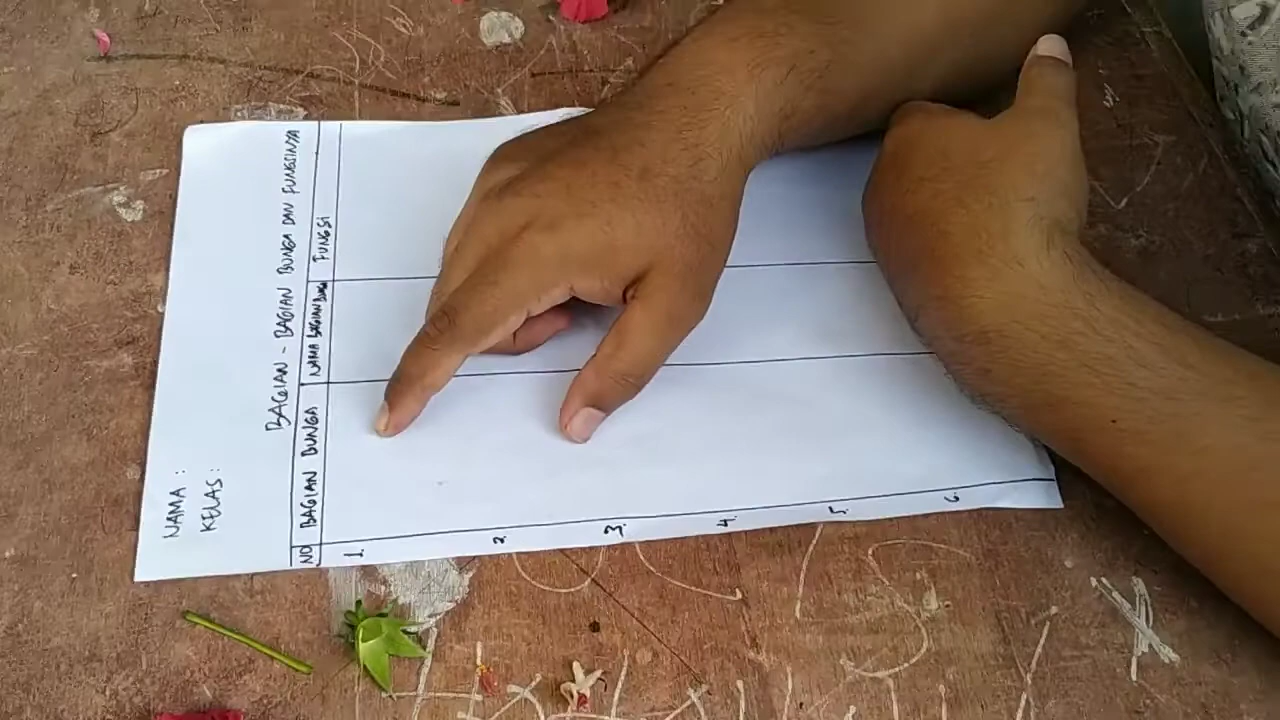 NAMA :
KELAS :
BAGIAN - BAGIAN BUNGA DAN FUNGSINYA
NO BAGIAN BUNGA NAMA BAGIAN BUNGA FUNGSI
1.
2.
3.
4.
5.
6.